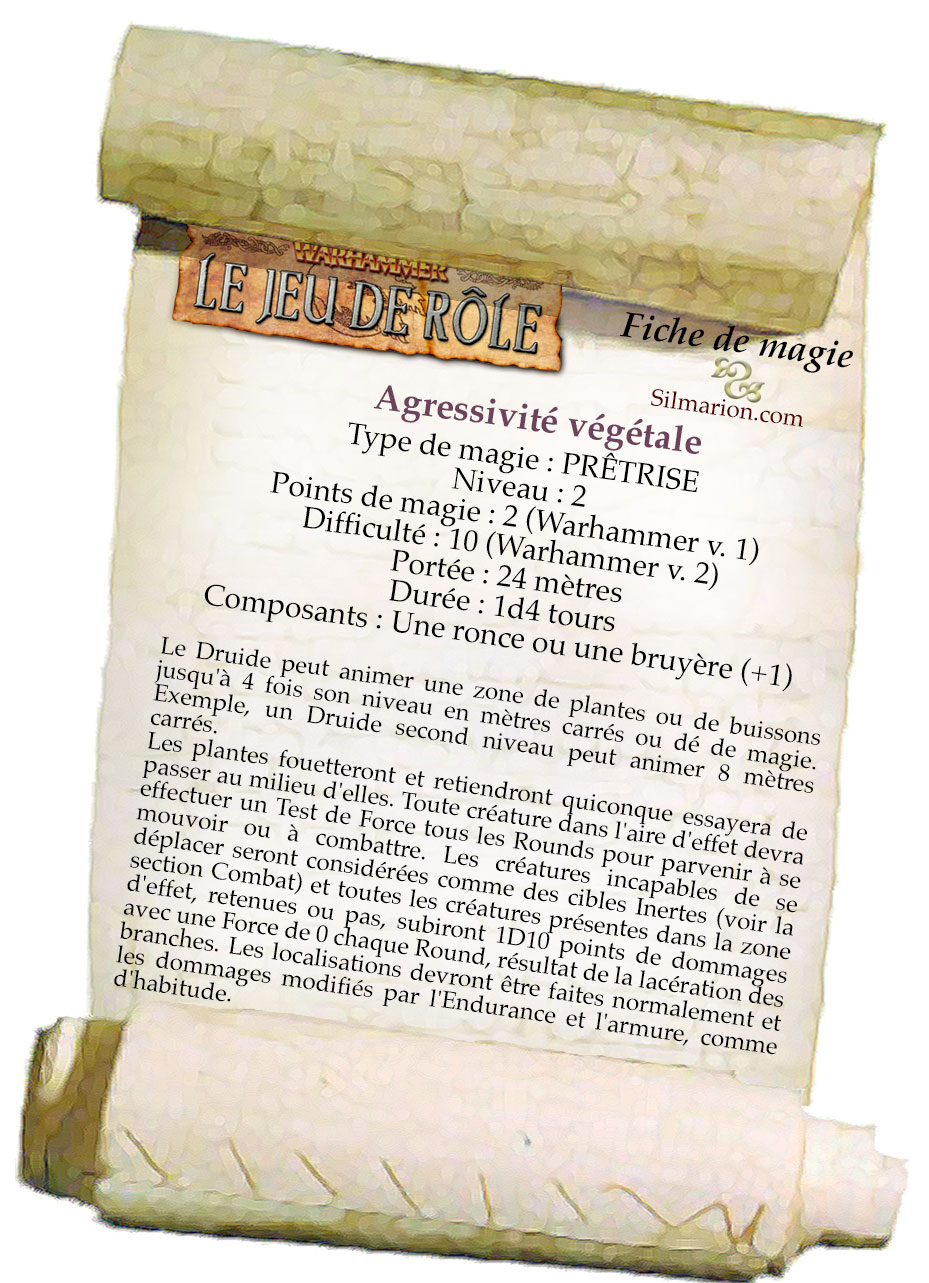 WARHAMMER
LE JEU DE RÔLE
Fiche de magie
Silmarion.com
Agressivité végétale
Type de magie : PRÊTRISE
Niveau : 2
Points de magie : 2 (Warhammer v. 1)
Difficulté : 10 (Warhammer v. 2)
Portée : 24 mètres
Durée : 1d4 tours
Composants : Une ronce ou une bruyère (+1)
Le Druide peut animer une zone de plantes ou de buissons
jusqu'à 4 fois son niveau en mètres carrés ou dé de magie.
Exemple, un Druide second niveau peut animer 8 mètres
carrés.
Les plantes fouetteront et retiendront quiconque essayera de
passer au milieu d'elles. Toute créature dans l'aire d'effet devra
effectuer un Test de Force tous les Rounds pour parvenir à se
mouvoir ou à combattre. Les créatures incapables de se
déplacer seront considérées comme des cibles Inertes (voir la
section Combat) et toutes les créatures présentes dans la zone
d'effet, retenues ou pas, subiront 1D10 points de dommages
avec une Force de 0 chaque Round, résultat de la lacération des
branches. Les localisations devront être faites normalement et
les dommages modifiés par l'Endurance et l'armure, comme
d'habitude.